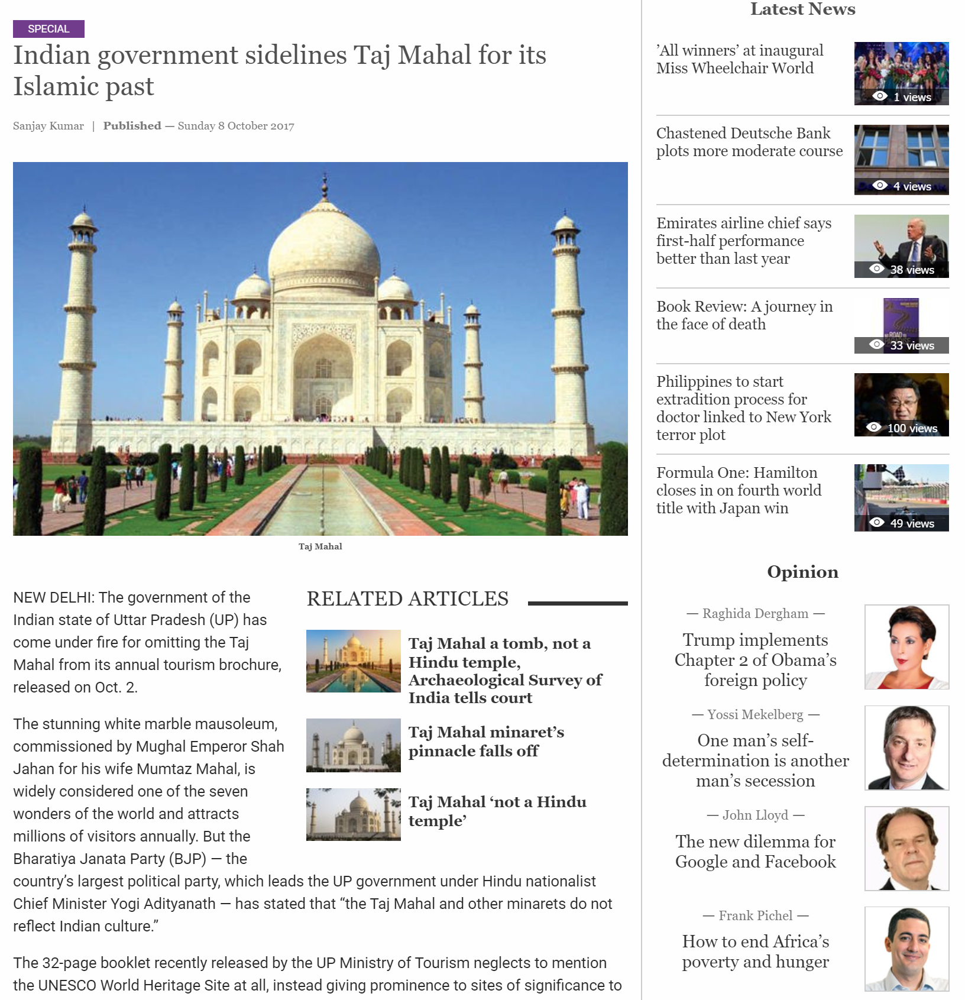 SPECIAL
Indian government sidelines Taj Mahal for its
Islamic past
Sanjay Kumar | Published — Sunday 8 October 2017
Taj Mahal
NEW DELHI: The government of the
Indian state of Uttar Pradesh (UP) has
come under fire for omitting the Taj
Mahal from its annual tourism brochure,
released on Oct. 2.
The stunning white marble mausoleum,
commissioned by Mughal Emperor Shah
Jahan for his wife Mumtaz Mahal, is
widely considered one of the seven
wonders of the world and attracts
millions of visitors annually. But the
Bharatiya Janata Party (BJP) — the
country’s largest political party, which leads the UP government under Hindu nationalist
Chief Minister Yogi Adityanath — has stated that “the Taj Mahal and other minarets do not
reflect Indian culture.”
The 32-page booklet recently released by the UP Ministry of Tourism neglects to mention
the UNESCO World Heritage Site at all, instead giving prominence to sites of significance to
RELATED ARTICLES
Taj Mahal a tomb, not a
Hindu temple,
Archaeological Survey of
India tells court
Taj Mahal minaret’s
pinnacle falls off
Taj Mahal ‘not a Hindu
temple’
Latest News
’All winners’ at inaugural
Miss Wheelchair World
1 views
Chastened Deutsche Bank
plots more moderate course
4 views
Emirates airline chief says
first-half performance
better than last year
38 views
Book Review: A journey in
the face of death
33 views
Philippines to start
extradition process for
doctor linked to New York
terror plot
100 views
Formula One: Hamilton
closes in on fourth world
title with Japan win
49 views
Opinion
— Raghida Dergham —
Trump implements
Chapter 2 of Obama’s
foreign policy
— Yossi Mekelberg —
One man’s self-
determination is another
man’s secession
— John Lloyd —
The new dilemma for
Google and Facebook
— Frank Pichel —
How to end Africa’s
poverty and hunger